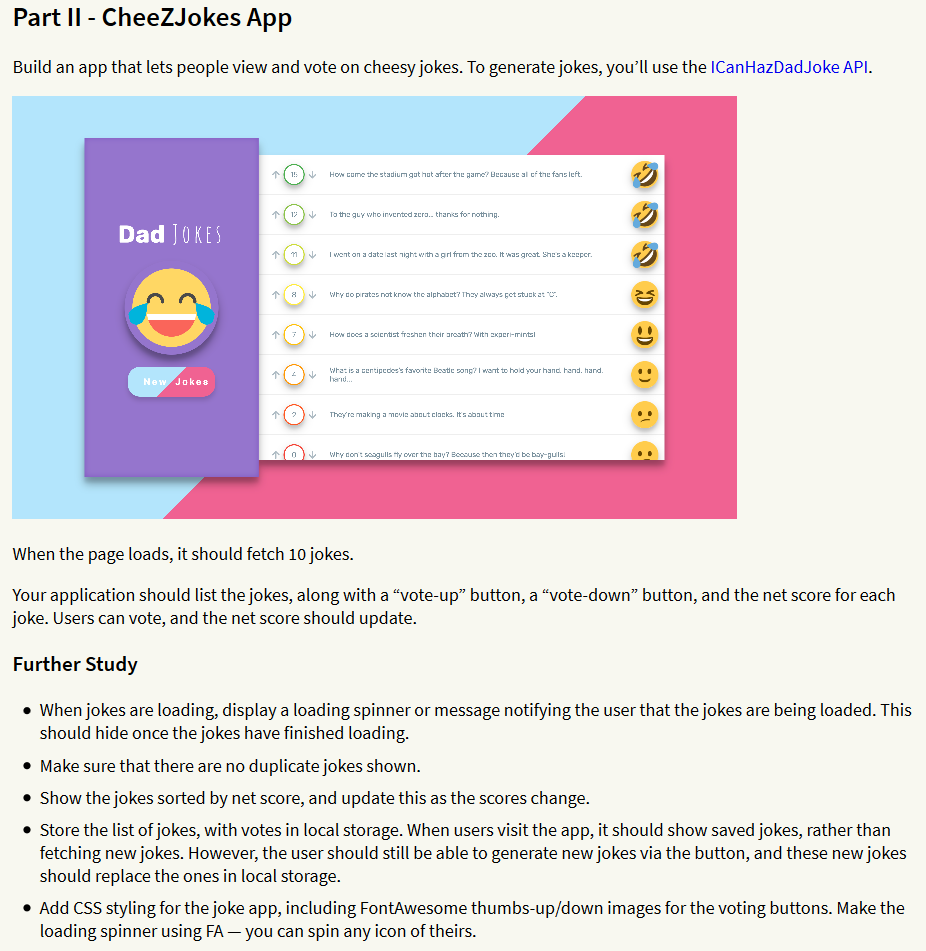 Part II - CheeZJokes App
Build an app that lets people view and vote on cheesy jokes. To generate jokes, you’ll use the ICanHazDadJoke API.
Dad JOKES
New Jokes
15 How come the stadium got hot after the game? Because all of the fans left.
12 To the guy who invented zero... thanks for nothing.
11 I went on a date last night with a girl from the zoo. It was great. She's a keeper.
8 Why do pirates not know the alphabet? They always get stuck at "C".
7 How does a scientist freshen their breath? With experi-mints!
4 What is a centipedes's favorite Beatle song? I want to hold your hand, hand, hand,
hand...
2 They're making a movie about clocks. It's about time
0 Why don't seagulls fly over the bay? Because then they'd be bay-gulls!
When the page loads, it should fetch 10 jokes.
Your application should list the jokes, along with a “vote-up” button, a “vote-down” button, and the net score for each
joke. Users can vote, and the net score should update.
Further Study
• When jokes are loading, display a loading spinner or message notifying the user that the jokes are being loaded. This
should hide once the jokes have finished loading.
• Make sure that there are no duplicate jokes shown.
• Show the jokes sorted by net score, and update this as the scores change.
• Store the list of jokes, with votes in local storage. When users visit the app, it should show saved jokes, rather than
fetching new jokes. However, the user should still be able to generate new jokes via the button, and these new jokes
should replace the ones in local storage.
• Add CSS styling for the joke app, including FontAwesome thumbs-up/down images for the voting buttons. Make the
loading spinner using FA — you can spin any icon of theirs.